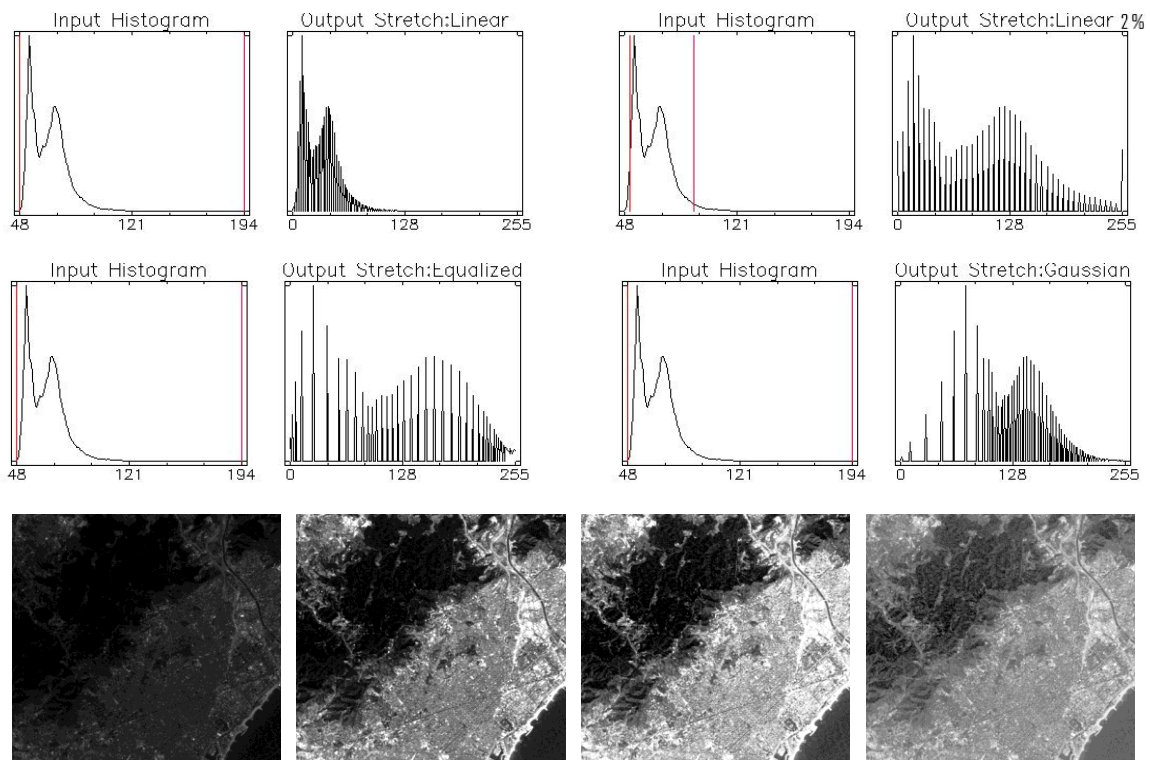 Input Histogram
Output Stretch:Linear
Input Histogram
Output Stretch:Linear 2%
48 121 194
0 128 255
48 121 194
0 128 255
Input Histogram
Output Stretch:Equalized
Input Histogram
Output Stretch:Gaussian
48 121 194
0 128 255
48 121 194
0 128 255